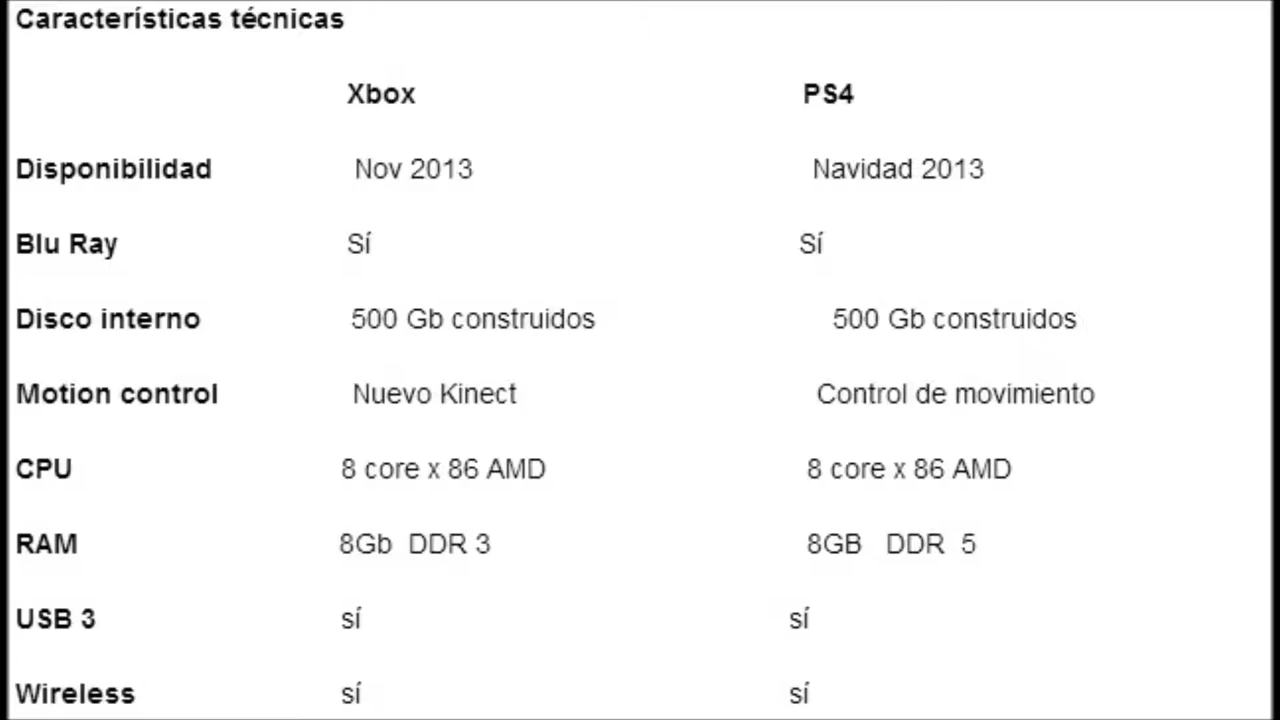 Características técnicas
Xbox PS4
Disponibilidad Nov 2013 Navidad 2013
Blu Ray Sí Sí
Disco interno 500 Gb construidos 500 Gb construidos
Motion control Nuevo Kinect Control de movimiento
CPU 8 core x 86 AMD 8 core x 86 AMD
RAM 8Gb DDR 3 8GB DDR 5
USB 3 sí sí
Wireless sí sí